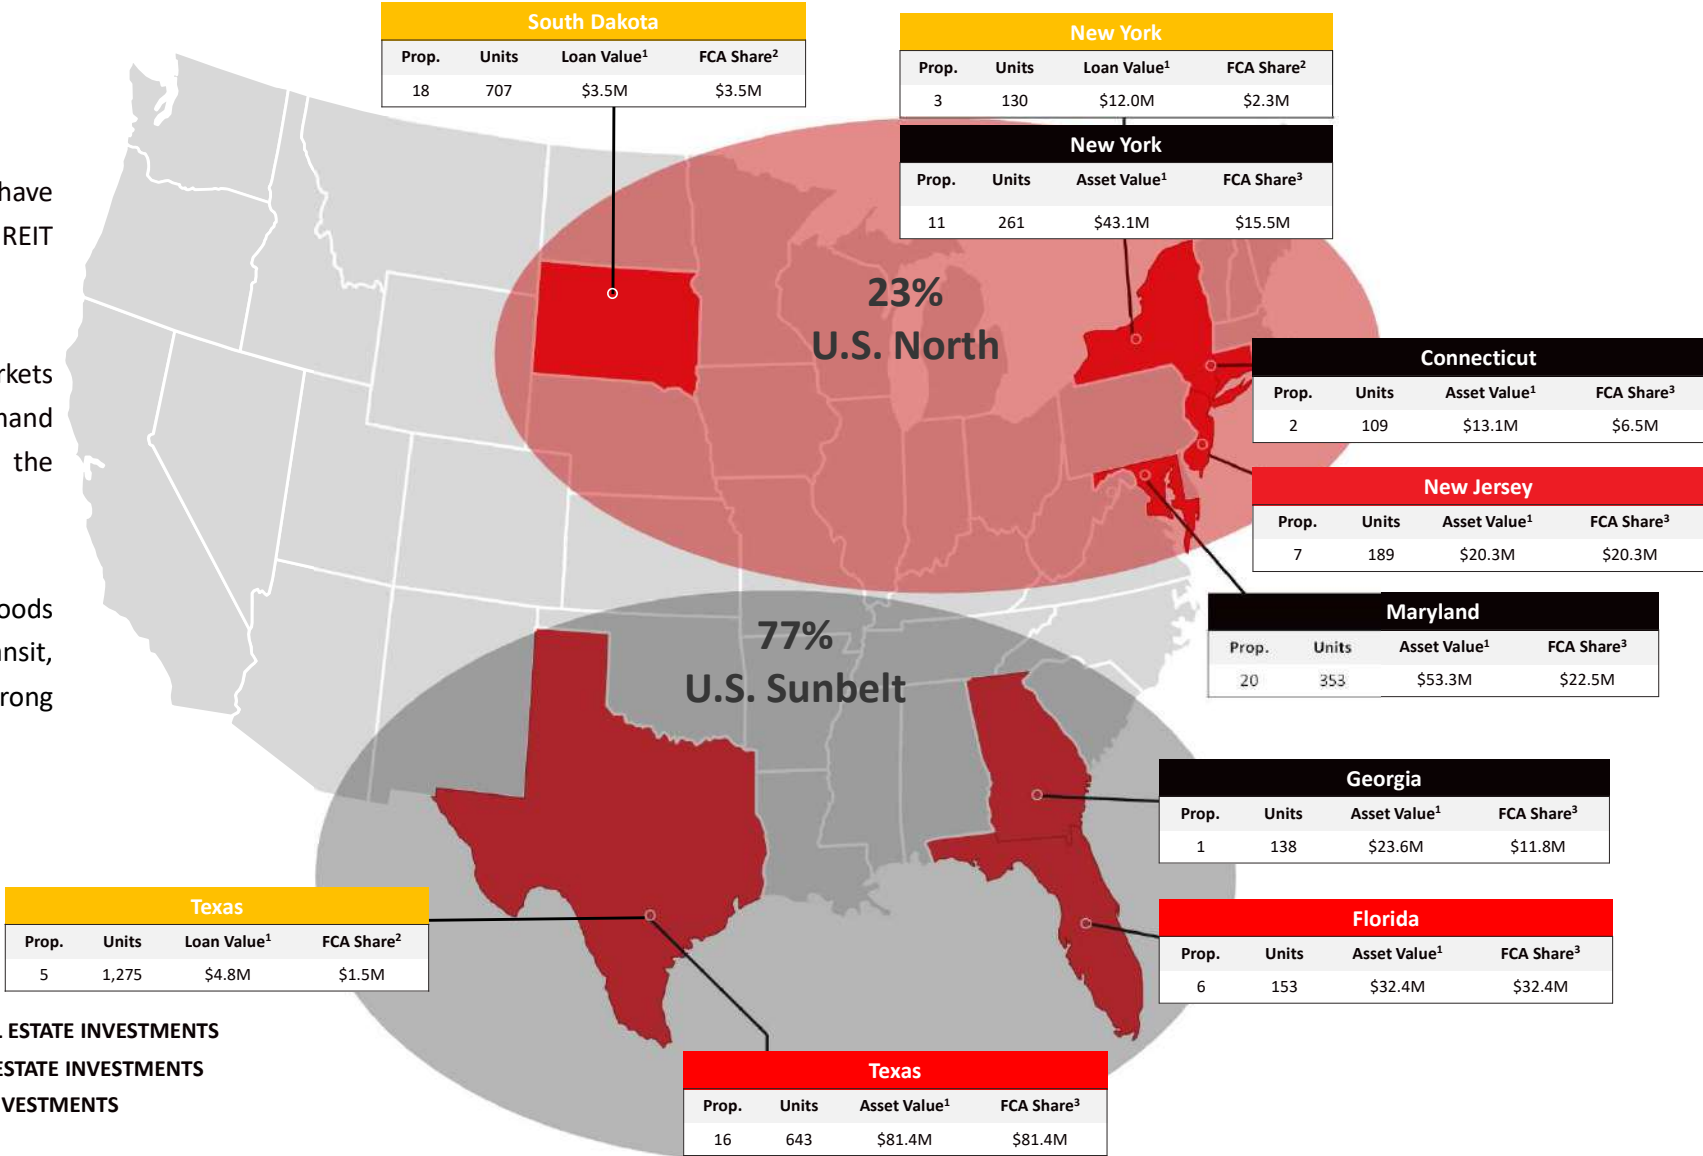 South Dakota
Prop. Units Loan Value¹ FCA Share²
18 707 $3.5M $3.5M
New York
Prop. Units Loan Value¹ FCA Share²
3 130 $12.0M $2.3M
New York
Prop. Units Asset Value¹ FCA Share³
11 261 $43.1M $15.5M
have
REIT
23%
U.S. North
rkets
nand
the
Connecticut
Prop. Units Asset Value¹ FCA Share³
2 109 $13.1M $6.5M
New Jersey
Prop. Units Asset Value¹ FCA Share³
7 189 $20.3M $20.3M
oods
nsit,
rong
77%
U.S. Sunbelt
Maryland
Prop. Units Asset Value¹ FCA Share³
20 353 $53.3M $22.5M
Georgia
Prop. Units Asset Value¹ FCA Share³
1 138 $23.6M $11.8M
Texas
Prop. Units Loan Value¹ FCA Share²
5 1,275 $4.8M $1.5M
Florida
Prop. Units Asset Value¹ FCA Share³
6 153 $32.4M $32.4M
ESTATE INVESTMENTS
ESTATE INVESTMENTS
VESTMENTS
Texas
Prop. Units Asset Value¹ FCA Share³
16 643 $81.4M $81.4M